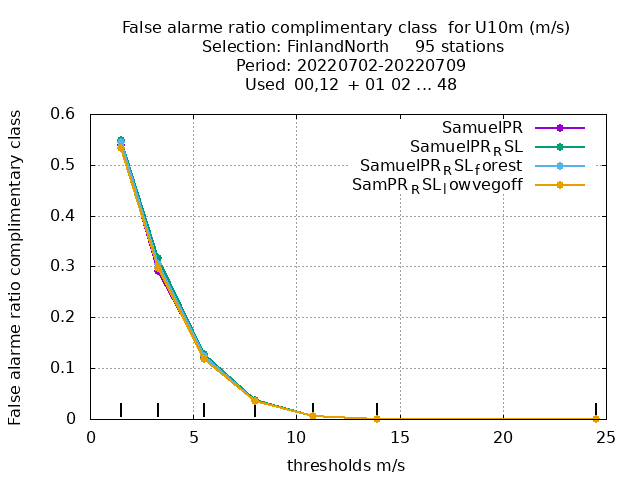 False alarme ratio complimentary class  for U10m (m/s)
Selection: FinlandNorth     95 stations
Period: 20220702-20220709
Used  00,12  + 01 02 ... 48
False alarme ratio complimentary class
0.6
0.5
0.4
0.3
0.2
0.1
0
0 5 10 15 20 25
thresholds m/s
SamuelPR
SamuelPR_RSL
SamuelPR_RSL_forest
SamPR_RSL_lowvegoff